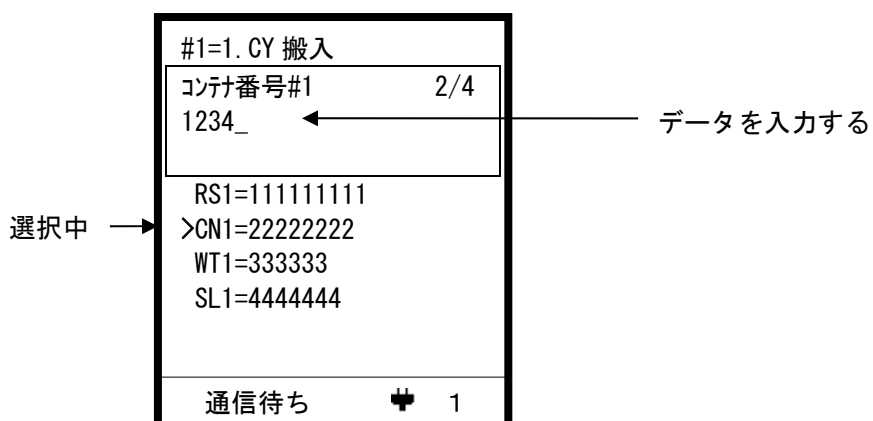 #1=1. CY 搬入
ｺﾝﾃﾅ番号#1 2/4
1234_
データを入力する
RS1=111111111
選択中
>CN1=22222222
WT1=333333
SL1=4444444
通信待ち 1